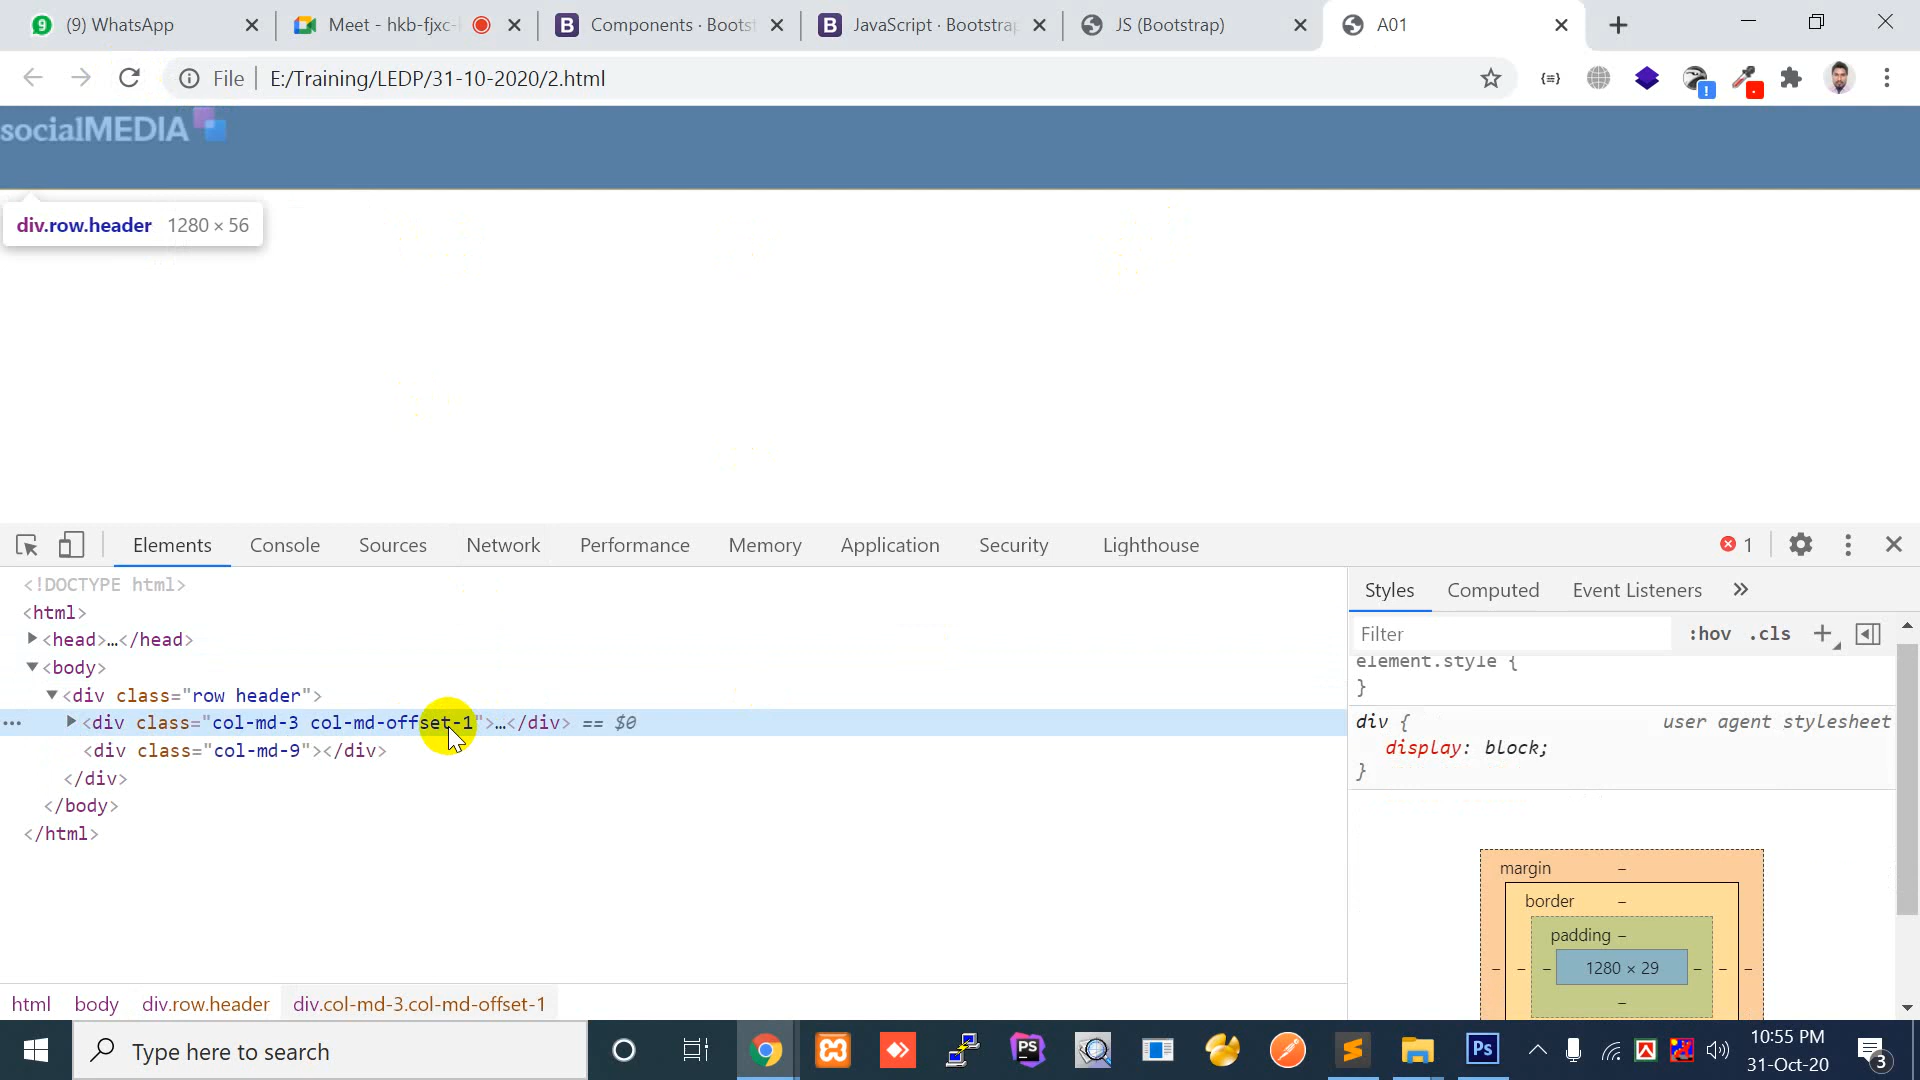 (9) WhatsApp
Meet - hkb-fjxc-
Components · Bootst
JavaScript · Bootstrap
JS (Bootstrap)
A01
File
E:/Training/LEDP/31-10-2020/2.html
socialMEDIA
div.row.header 1280 × 56
Elements
Console
Sources
Network
Performance
Memory
Application
Security
Lighthouse
1
<!DOCTYPE html>
<html>
<head>…</head>
<body>
<div class="row header">
<div class="col-md-3 col-md-offset-1">…</div> == $0
<div class="col-md-9"></div>
</div>
</body>
</html>
html
body
div.row.header
div.col-md-3.col-md-offset-1
Styles
Computed
Event Listeners
Filter
:hov .cls
element.style {
}
div {
user agent stylesheet
display: block;
}
margin –
border –
padding –
– – – 1280 × 29 – – –
–
Type here to search
PS
Ps
10:55 PM
31-Oct-20
3